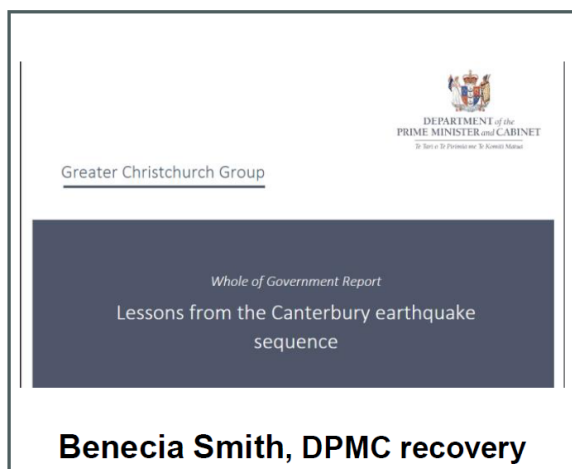 DEPARTMENT of the
PRIME MINISTER and CABINET
Te Tari o Te Pirimia me Te Komiti Matua
Greater Christchurch Group
Whole of Government Report
Lessons from the Canterbury earthquake
sequence
Benecia Smith, DPMC recovery